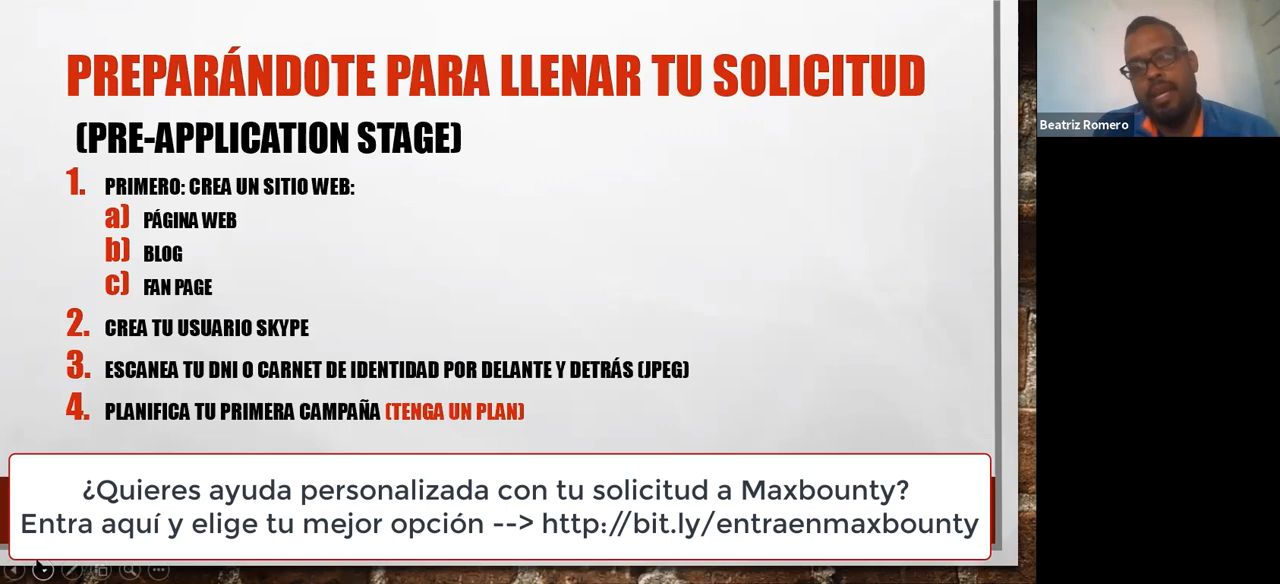 PREPARÁNDOTE PARA LLENAR TU SOLICITUD
(PRE-APPLICATION STAGE)
1. PRIMERO: CREA UN SITIO WEB:
a) PÁGINA WEB
b) BLOG
c) FAN PAGE
2. CREA TU USUARIO SKYPE
3. ESCANEA TU DNI O CARNET DE IDENTIDAD POR DELANTE Y DETRÁS (JPEG)
4. PLANIFICA TU PRIMERA CAMPAÑA (TENGA UN PLAN)
¿Quieres ayuda personalizada con tu solicitud a Maxbounty?
Entra aquí y elige tu mejor opción --> http://bit.ly/entraenmaxbounty
Beatriz Romero